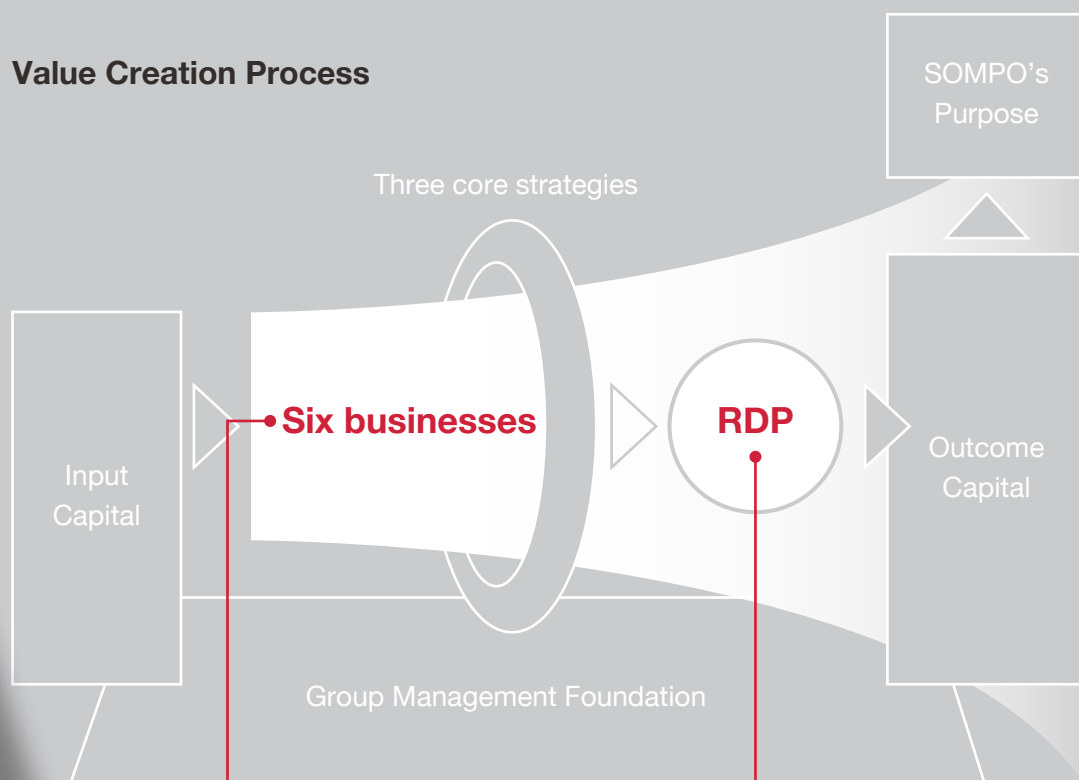 Value Creation Process
SOMPO's
Purpose
Three core strategies
Six businesses
RDP
Input
Capital
Outcome
Capital
Group Management Foundation